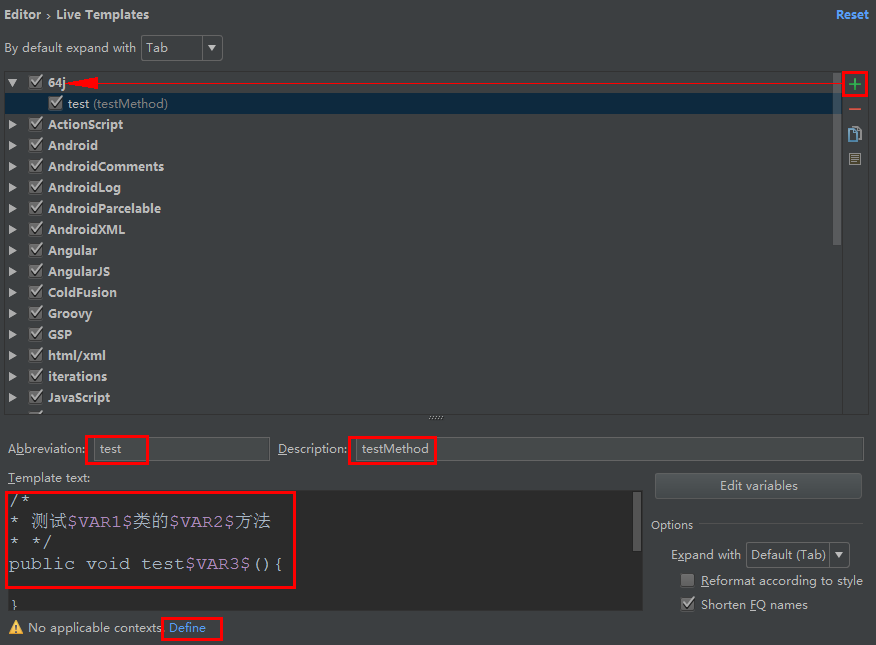 Editor › Live Templates
Reset
By default expand with Tab
64j
test (testMethod)
ActionScript
Android
AndroidComments
AndroidLog
AndroidParcelable
AndroidXML
Angular
AngularJS
ColdFusion
Groovy
GSP
html/xml
iterations
JavaScript
Abbreviation: test Description: testMethod
Template text:
/*
* 测试$VAR1$类的$VAR2$方法
* */
public void test$VAR3$(){
}
Edit variables
Options
Expand with Default (Tab)
Reformat according to style
Shorten FQ names
No applicable contexts. Define